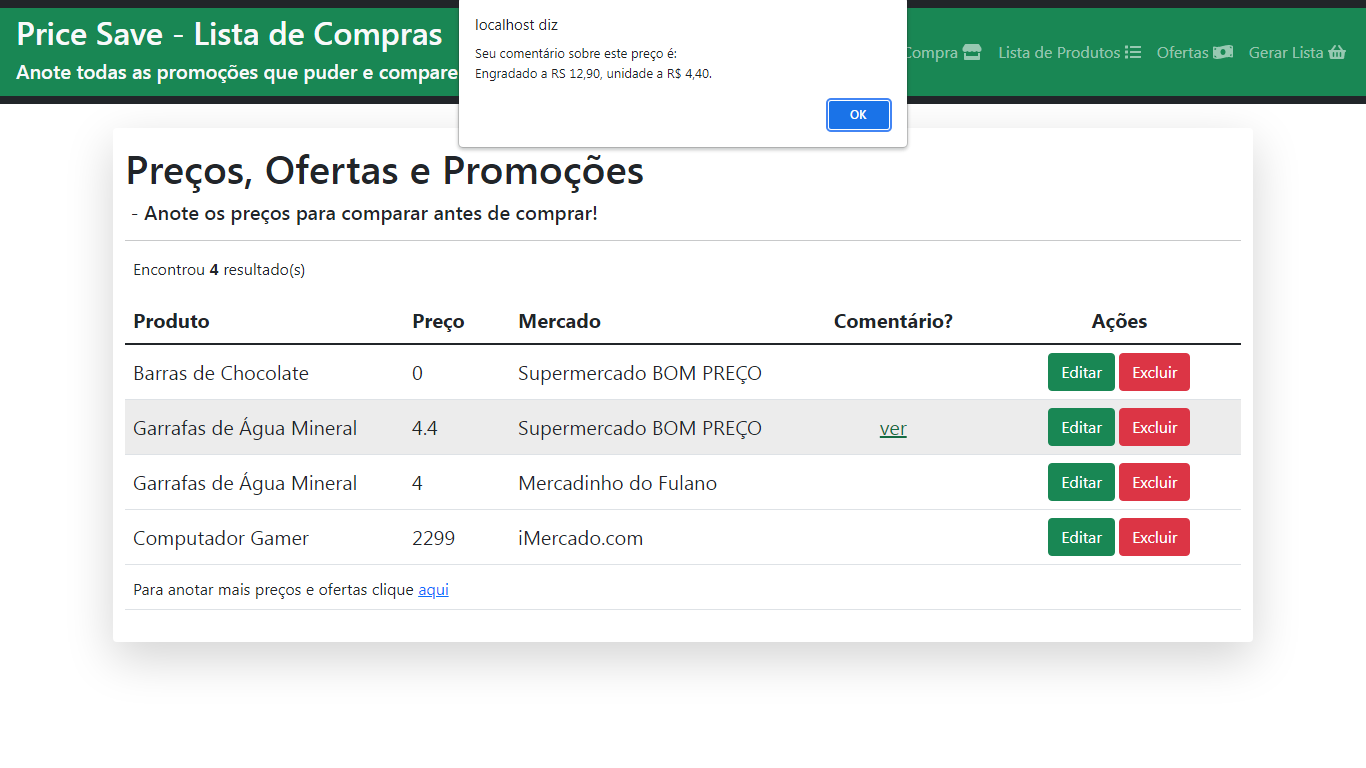 Price Save - Lista de Compras
Anote todas as promoções que puder e compare
Compra
Lista de Produtos
Ofertas
Gerar Lista
localhost diz
Seu comentário sobre este preço é:
Engradado a RS 12,90, unidade a R$ 4,40.
OK
Preços, Ofertas e Promoções
- Anote os preços para comparar antes de comprar!
Encontrou 4 resultado(s)
Produto Preço Mercado Comentário? Ações
Barras de Chocolate 0 Supermercado BOM PREÇO Editar Excluir
Garrafas de Água Mineral 4.4 Supermercado BOM PREÇO ver Editar Excluir
Garrafas de Água Mineral 4 Mercadinho do Fulano Editar Excluir
Computador Gamer 2299 iMercado.com Editar Excluir
Para anotar mais preços e ofertas clique aqui